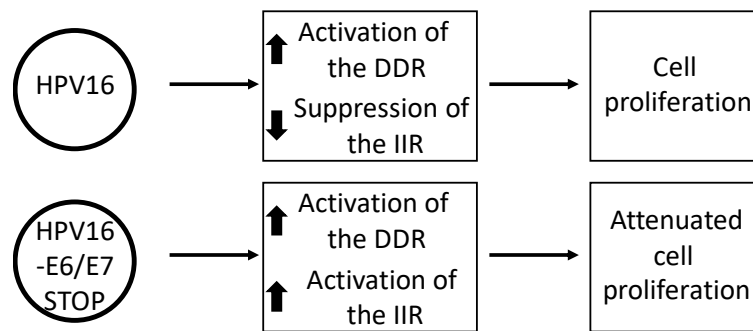 HPV16
Activation of
the DDR
Suppression of
the IIR
Cell
proliferation
HPV16
-E6/E7
STOP
Activation of
the DDR
Activation of
the IIR
Attenuated
cell
proliferation